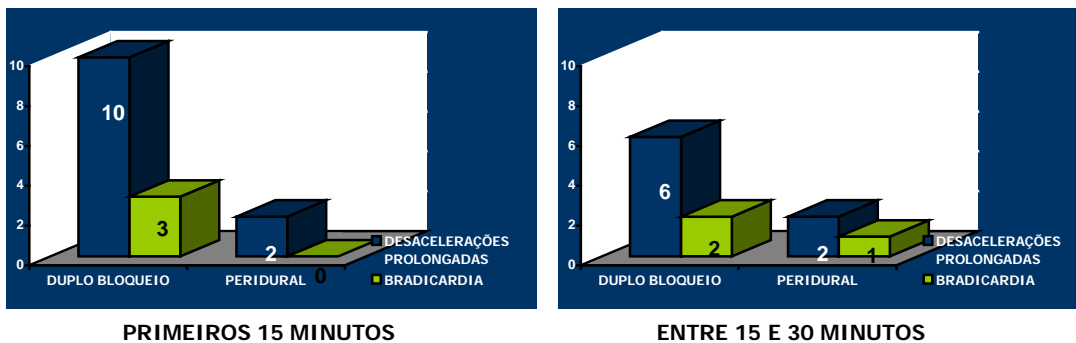 10
8
6
4
2
0
10
3
2
0
DUPLO BLOQUEIO
PERIDURAL
DESACELERAÇÕES
PROLONGADAS
BRADICARDIA
PRIMEIROS 15 MINUTOS
10
8
6
4
2
0
6
2
2
1
DUPLO BLOQUEIO
PERIDURAL
DESACELERAÇÕES
PROLONGADAS
BRADICARDIA
ENTRE 15 E 30 MINUTOS